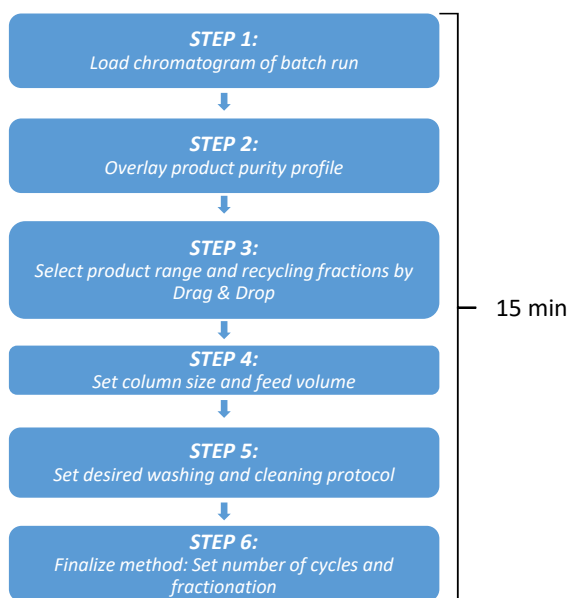 STEP 1:
Load chromatogram of batch run
STEP 2:
Overlay product purity profile
STEP 3:
Select product range and recycling fractions by
Drag & Drop
STEP 4:
Set column size and feed volume
STEP 5:
Set desired washing and cleaning protocol
STEP 6:
Finalize method: Set number of cycles and
fractionation
15 min